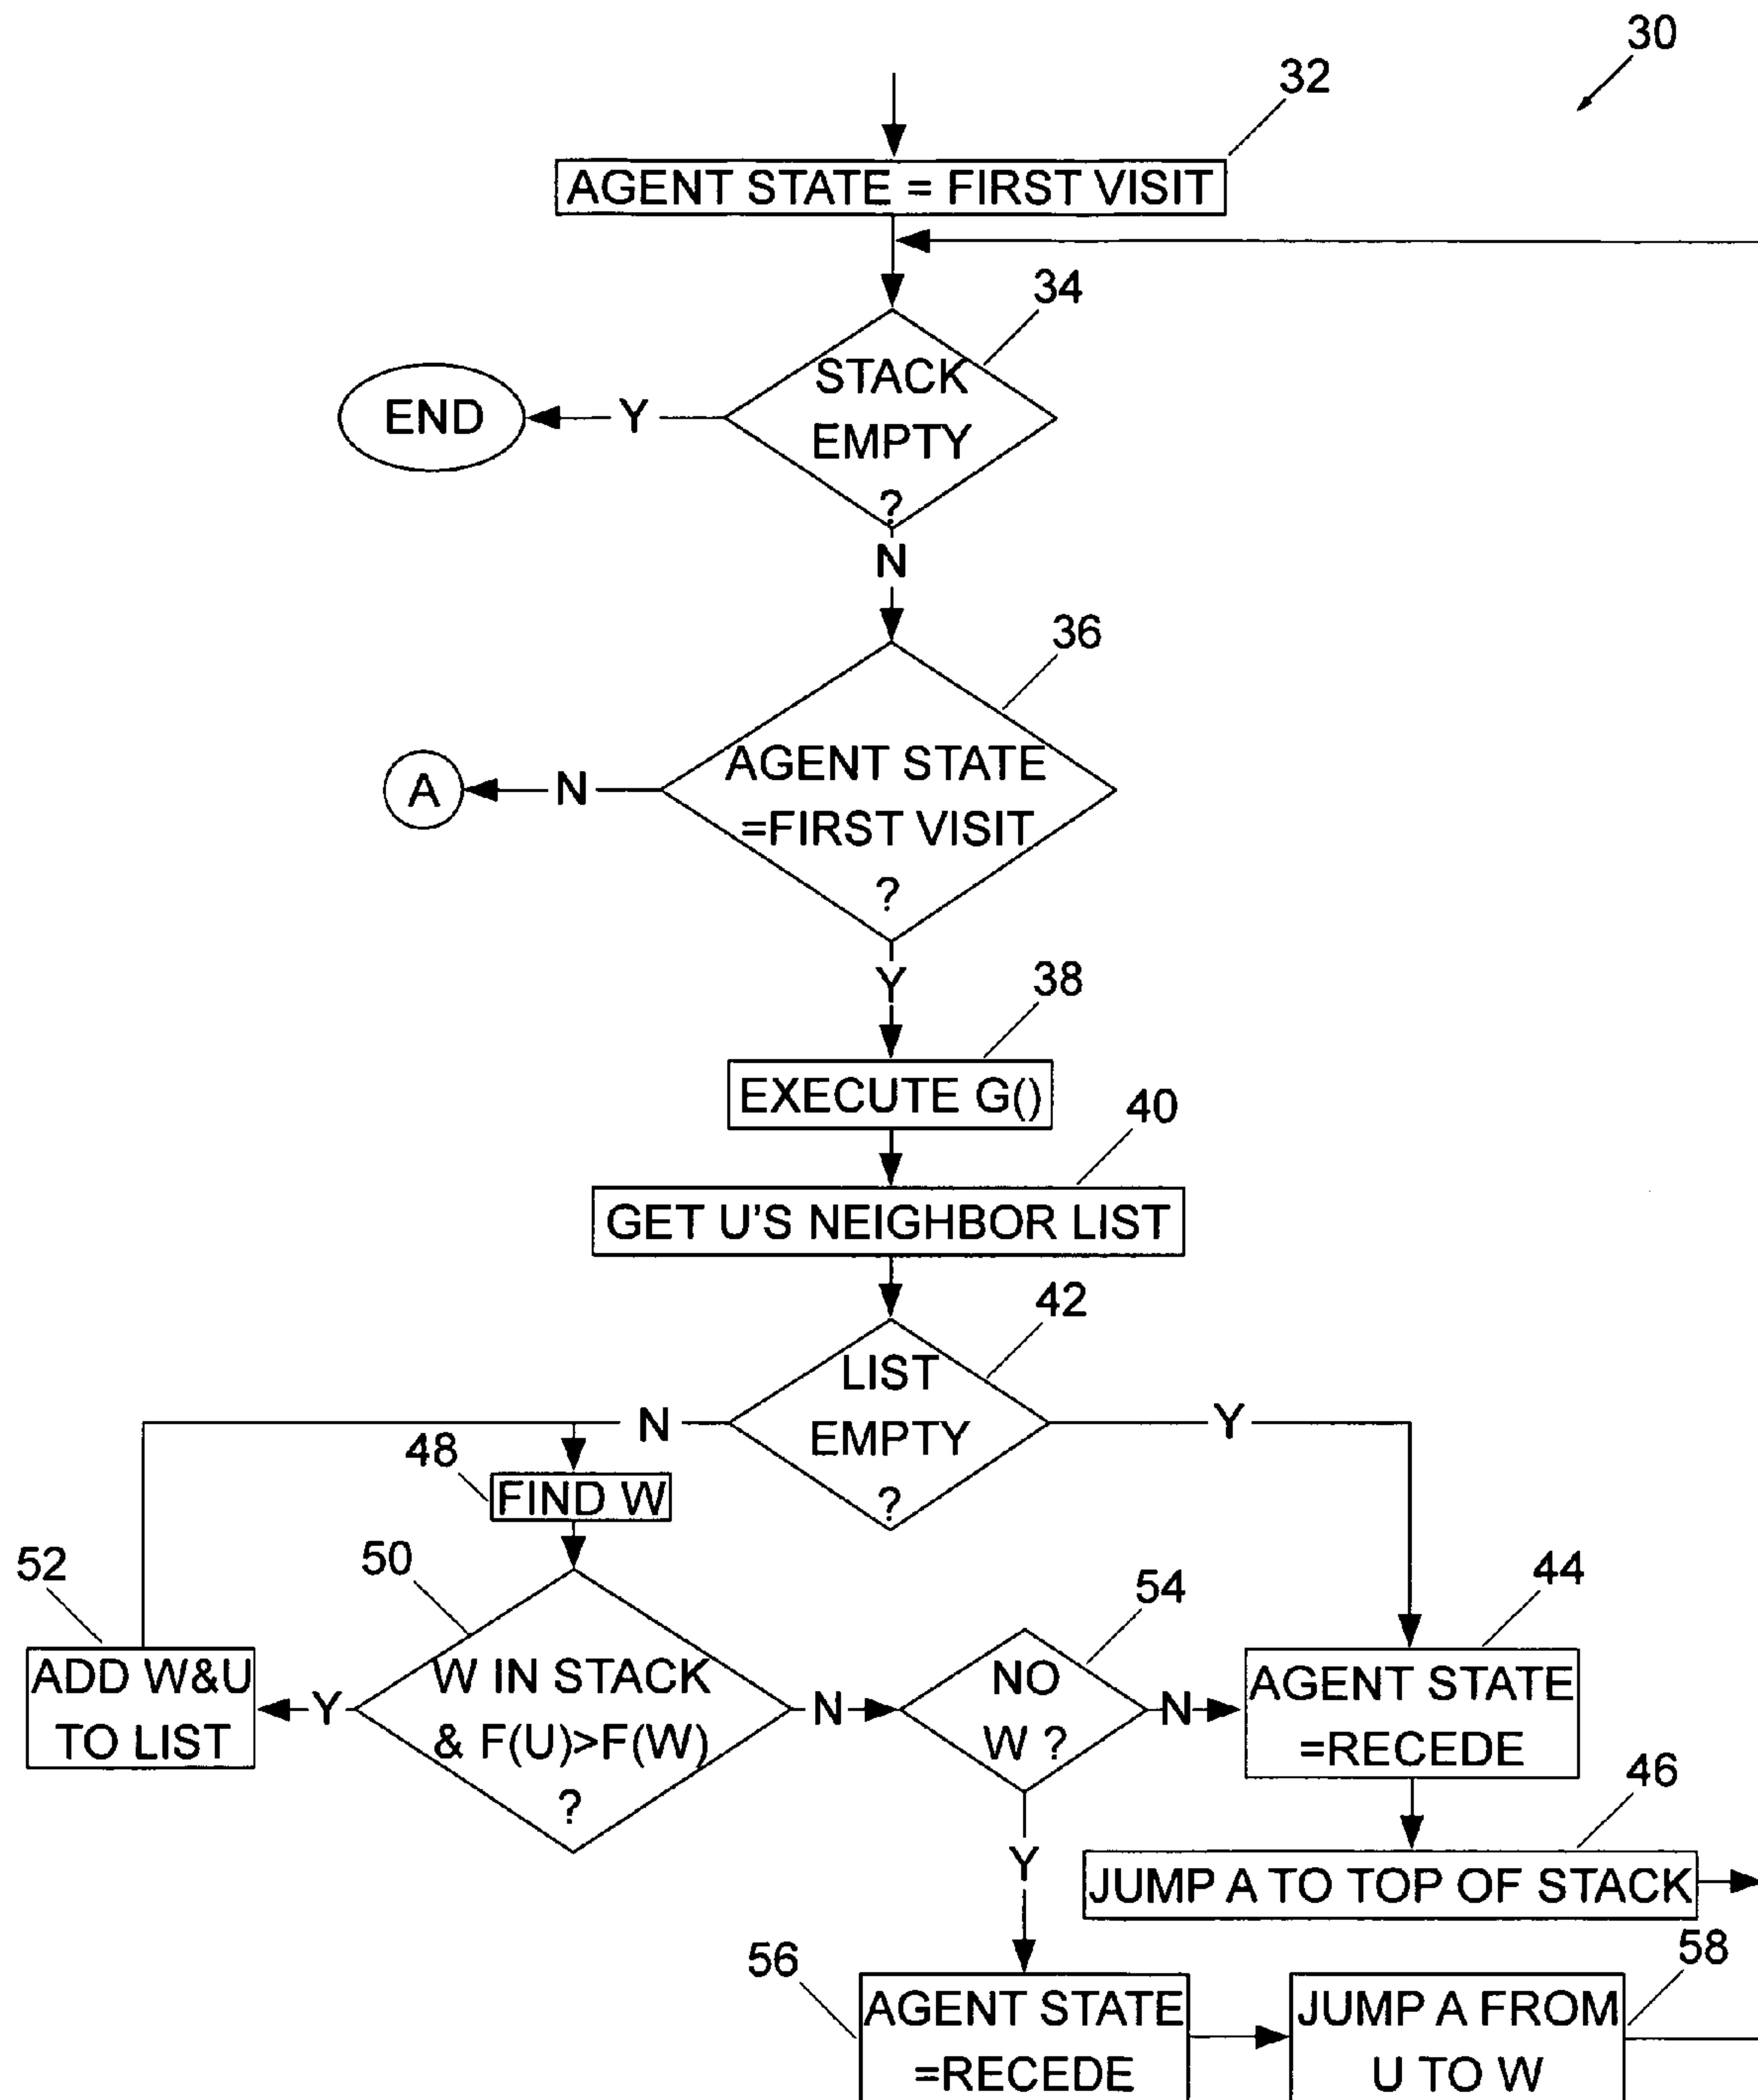 30
32
AGENT STATE = FIRST VISIT
34
STACK
EMPTY
?
Y
END
N
36
AGENT STATE
=FIRST VISIT
?
N
A
Y
38
EXECUTE G()
40
GET U'S NEIGHBOR LIST
42
LIST
EMPTY
?
N
Y
48
FIND W
52
ADD W&U
TO LIST
50
W IN STACK
& F(U)>F(W)
?
Y
N
54
NO
W ?
N
Y
44
AGENT STATE
=RECEDE
46
JUMP A TO TOP OF STACK
56
AGENT STATE
=RECEDE
58
JUMP A FROM
U TO W